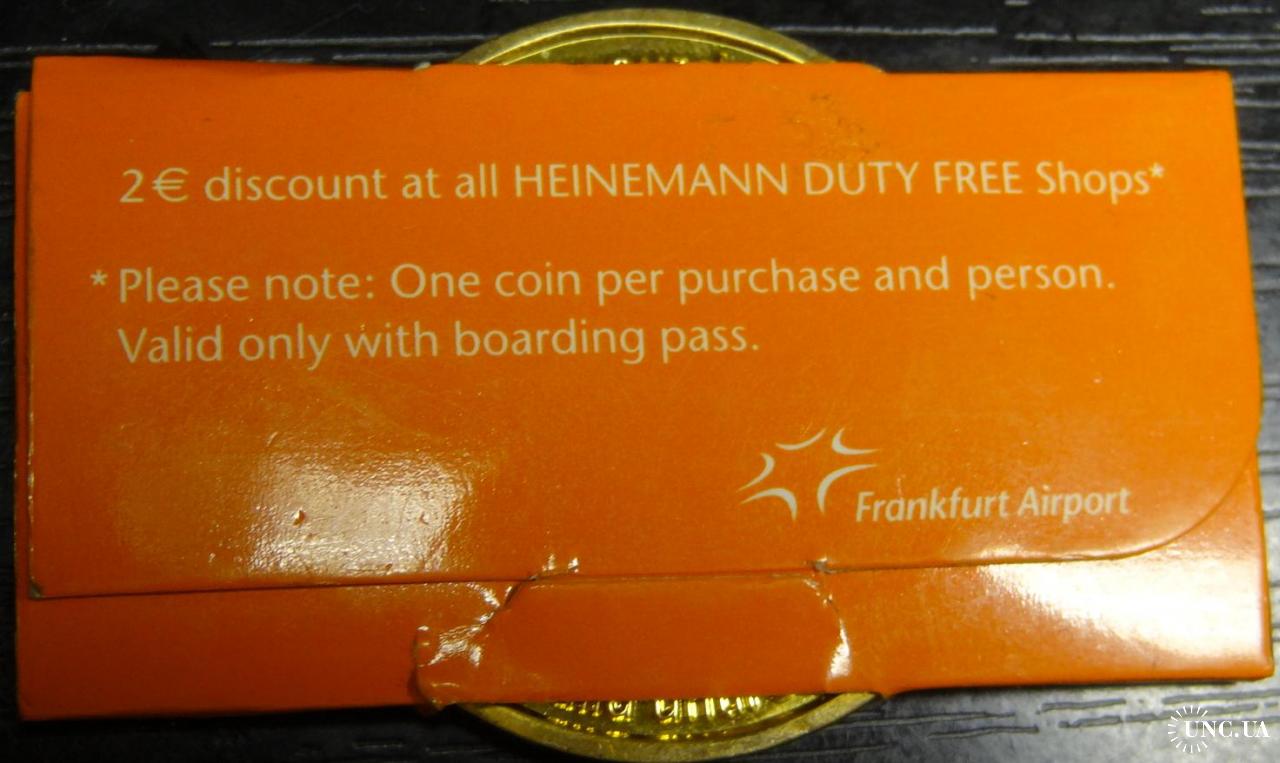 2€ discount at all HEINEMANN DUTY FREE Shops*
* Please note: One coin per purchase and person.
Valid only with boarding pass.
Frankfurt Airport
UNC.UA